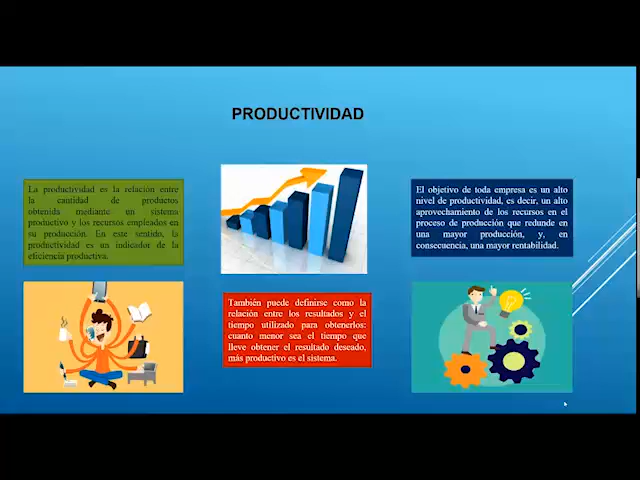 PRODUCTIVIDAD
La productividad es la relación entre
la cantidad de productos
obtenida mediante un sistema
productivo y los recursos empleados en
su producción. En este sentido, la
productividad es un indicador de la
eficiencia productiva.
También puede definirse como la
relación entre los resultados y el
tiempo utilizado para obtenerlos:
cuanto menor sea el tiempo que
lleve obtener el resultado deseado,
más productivo es el sistema.
El objetivo de toda empresa es un alto
nivel de productividad, es decir, un alto
aprovechamiento de los recursos en el
proceso de producción que redunde en
una mayor producción, y, en
consecuencia, una mayor rentabilidad.